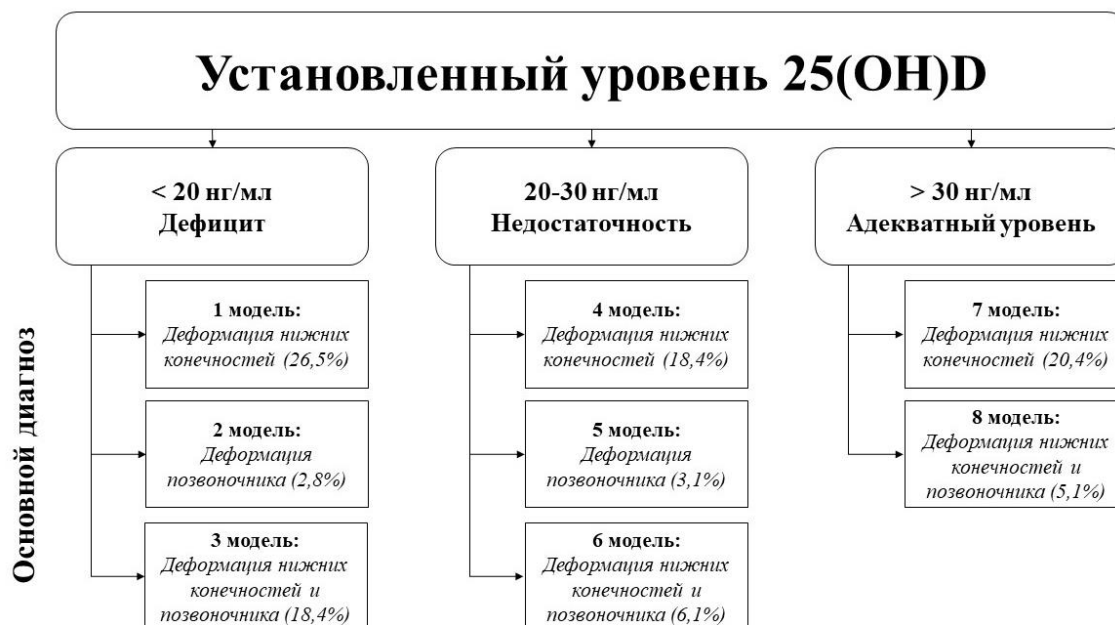 Установленный уровень 25(OH)D
< 20 нг/мл
Дефицит
20-30 нг/мл
Недостаточность
> 30 нг/мл
Адекватный уровень
Основной диагноз
1 модель:
Деформация нижних
конечностей (26,5%)
2 модель:
Деформация
позвоночника (2,8%)
3 модель:
Деформация нижних
конечностей и
позвоночника (18,4%)
4 модель:
Деформация нижних
конечностей (18,4%)
5 модель:
Деформация
позвоночника (3,1%)
6 модель:
Деформация нижних
конечностей и
позвоночника (6,1%)
7 модель:
Деформация нижних
конечностей (20,4%)
8 модель:
Деформация нижних
конечностей и
позвоночника (5,1%)